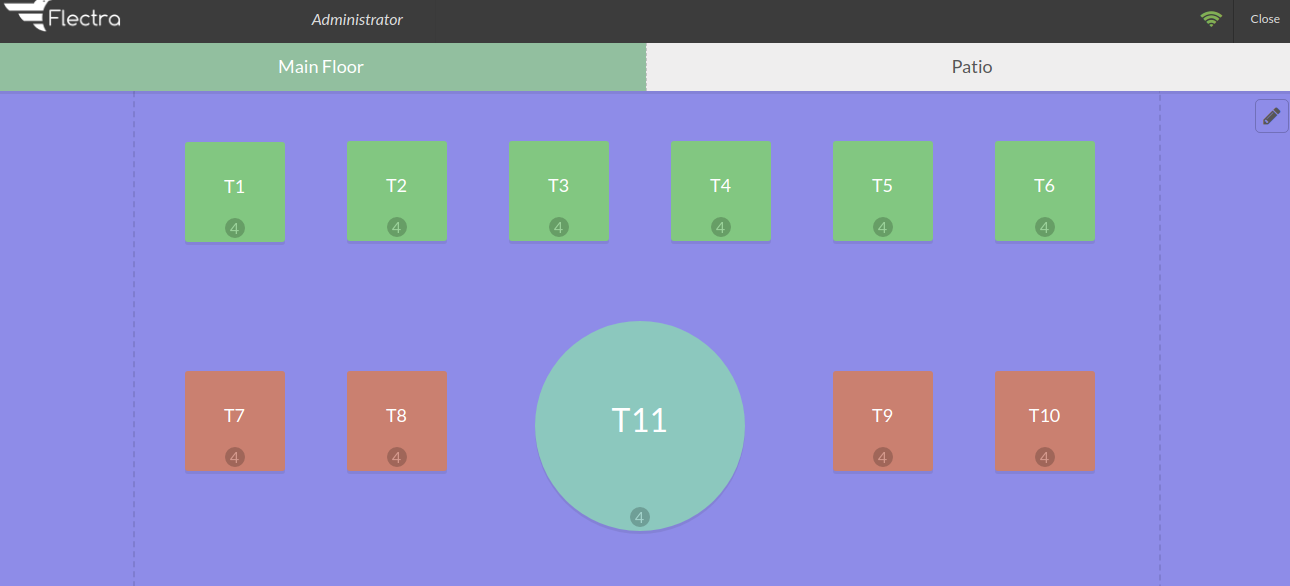 Flectra Administrator Close
Main Floor Patio
T1 T2 T3 T4 T5 T6
4 4 4 4 4 4
T7 T8 T11 T9 T10
4 4 4 4
4